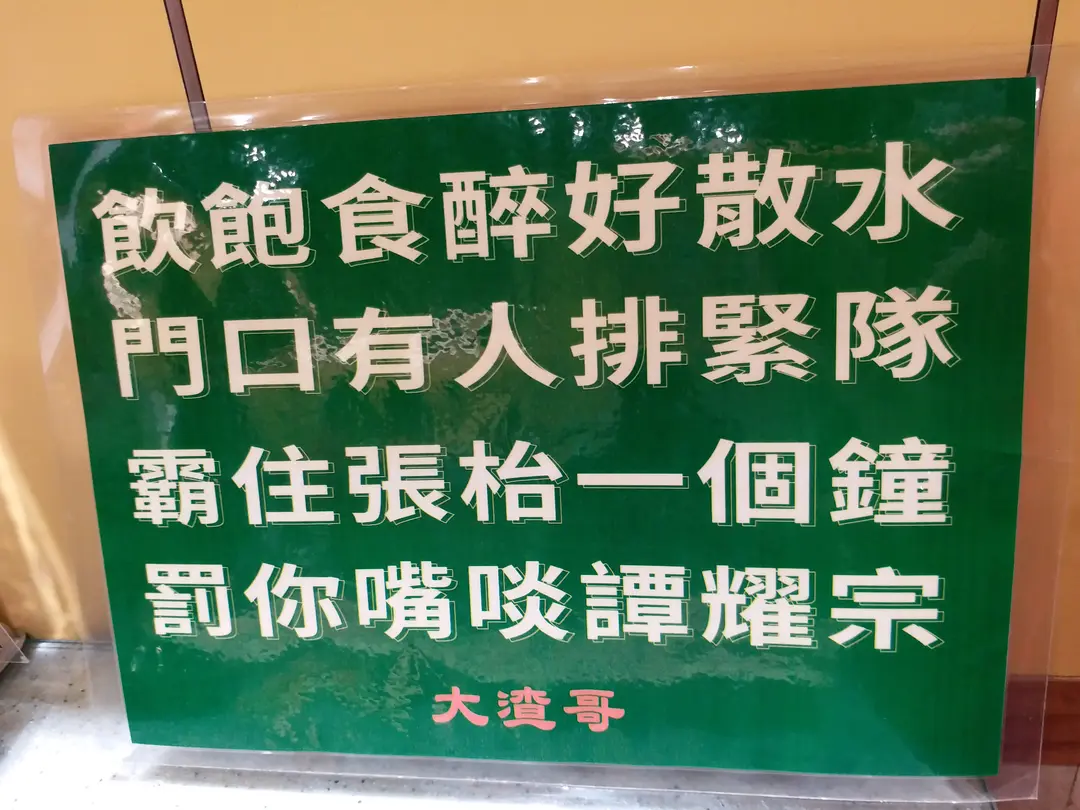 飲飽食醉好散水
門口有人排緊隊
霸住張枱一個鐘
罰你嘴啖譚耀宗
大渣哥